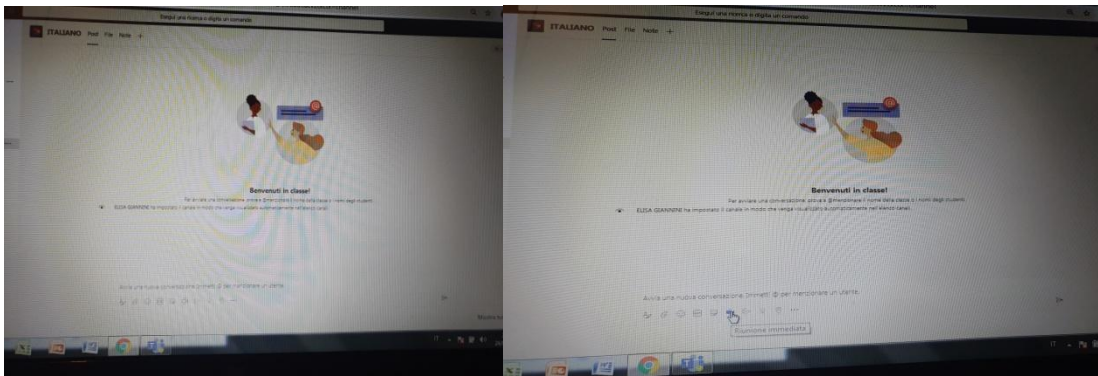 Esegui una ricerca o digita un comando
ITALIANO Post File Note +
Benvenuti in classe!
Per avviare una conversazione, prova a @menzionare il nome della classe o i nomi degli studenti.
ELISA GIANNINI ha impostato il canale in modo che venga visualizzato automaticamente nell'elenco canali.
Avvia una nuova conversazione. Immetti @ per menzionare un utente.
IT
Esegui una ricerca o digita un comando
ITALIANO Post File Note +
Benvenuti in classe!
Per avviare una conversazione, prova a @menzionare il nome della classe o i nomi degli studenti.
ELISA GIANNINI ha impostato il canale in modo che venga visualizzato automaticamente nell'elenco canali.
Avvia una nuova conversazione. Immetti @ per menzionare un utente.
Riunione immediata
IT